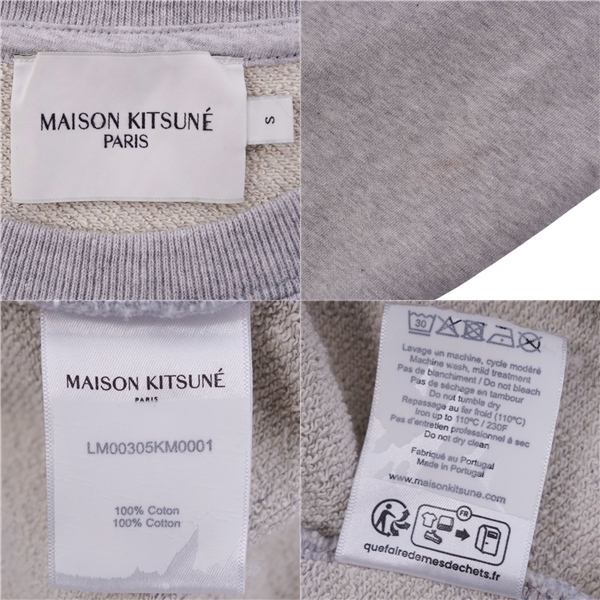 MAISON KITSUNÉ
PARIS
S
MAISON KITSUNÉ
PARIS
LM00305KM0001
100% Coton
100% Cotton
30
Lavage un machine, cycle modéré
Machine wash, mild treatment
Pas de blanchiment / Do not bleach
Pas de séchage en tambour
Do not tumble dry
Repassage au fer froid (110ºC)
Iron up to 110ºC / 230F
Pas d'entretien professionnel à sec
Do not dry clean
Fabriqué au Portugal
Made in Portugal
www.maisonkitsune.com
FR
quefairedemesdechets.fr